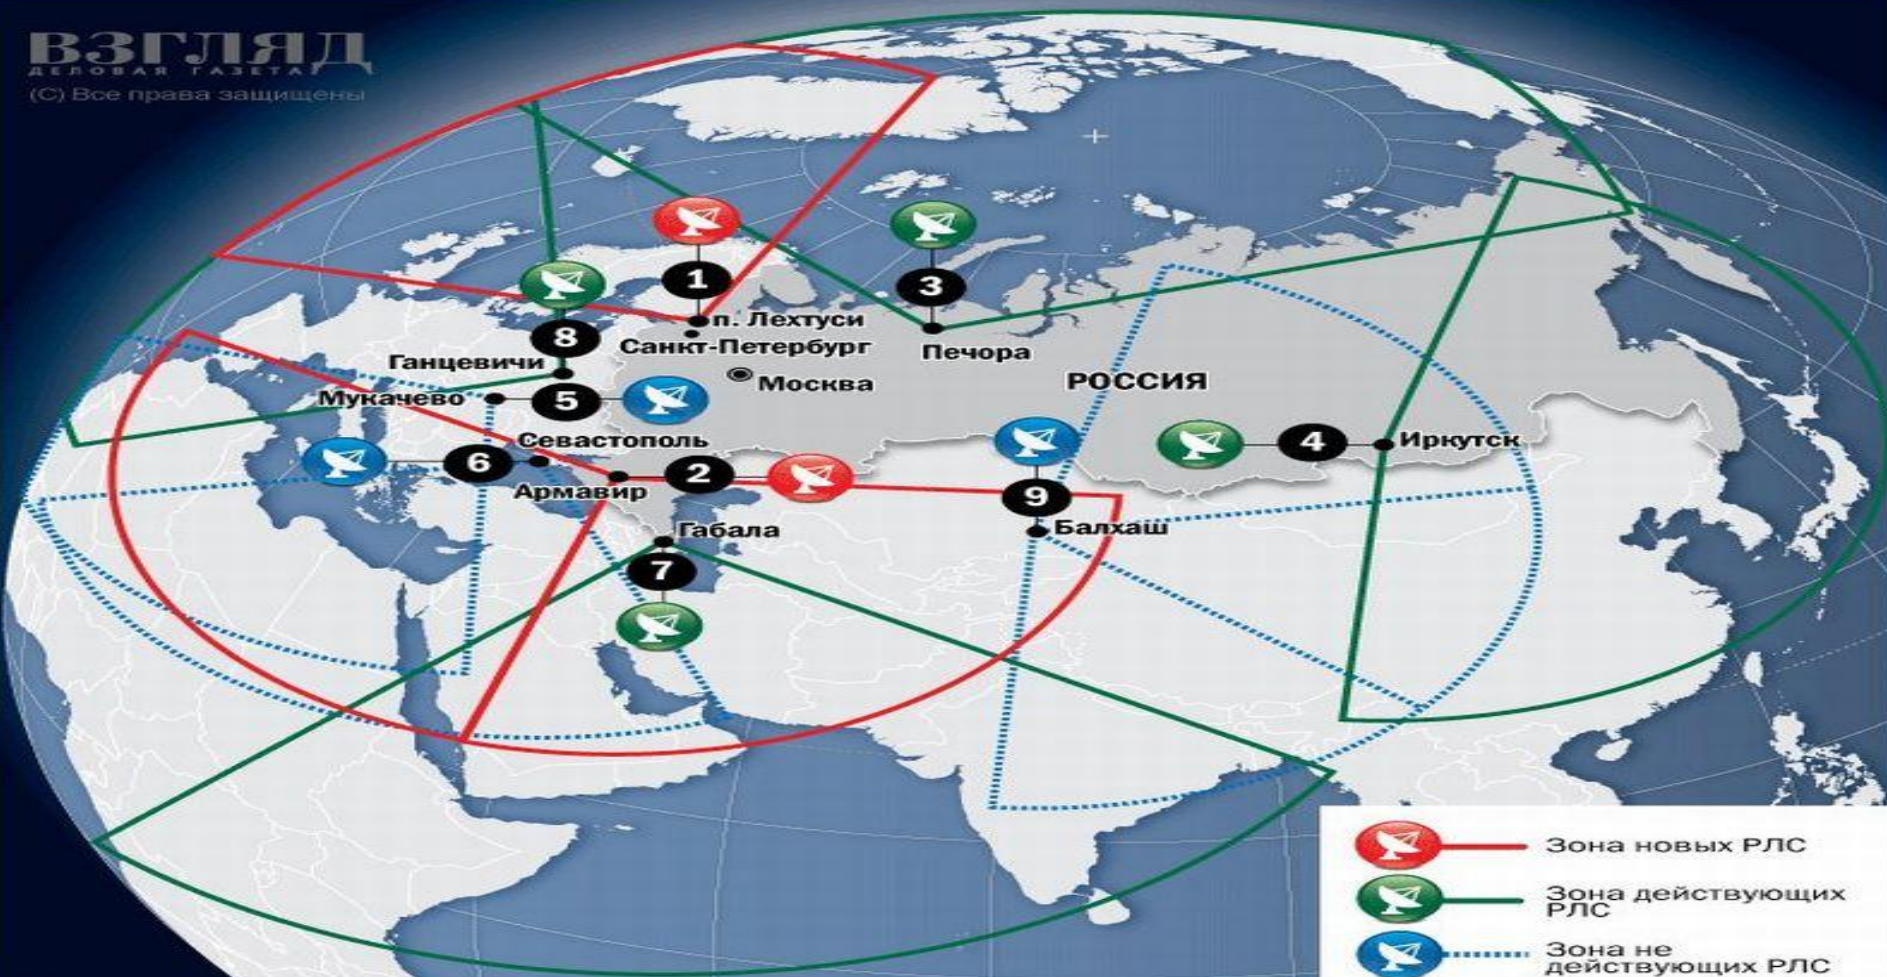 ВЗГЛЯД
ДЕЛОВАЯ ГАЗЕТА
(С) Все права защищены
1
3
п. Лехтуси
8
Санкт-Петербург
Печора
Ганцевичи
Москва
РОССИЯ
Мукачево
5
Севастополь
4
Иркутск
6
2
Армавир
9
Габала
Балхаш
7
Зона новых РЛС
Зона действующих
РЛС
Зона не
действующих РЛС